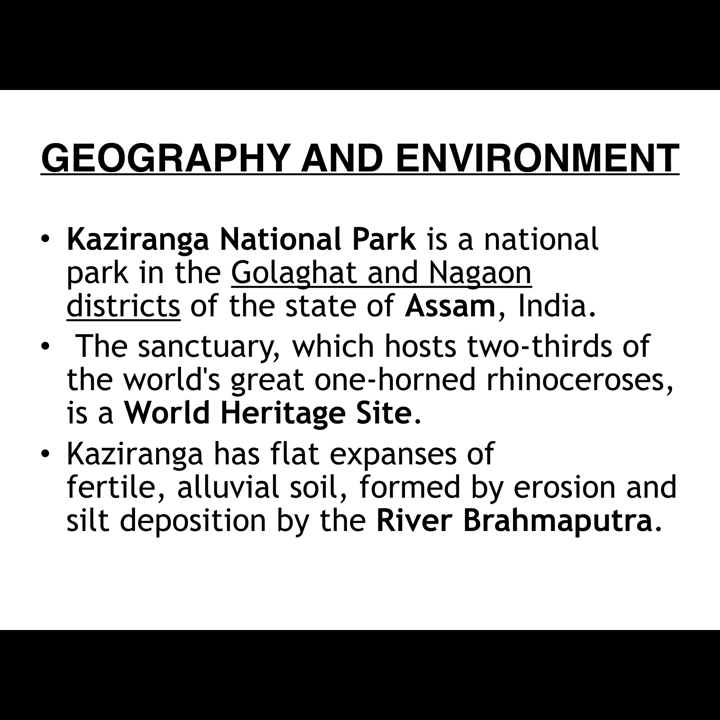 GEOGRAPHY AND ENVIRONMENT
• Kaziranga National Park is a national
park in the Golaghat and Nagaon
districts of the state of Assam, India.
• The sanctuary, which hosts two-thirds of
the world's great one-horned rhinoceroses,
is a World Heritage Site.
• Kaziranga has flat expanses of
fertile, alluvial soil, formed by erosion and
silt deposition by the River Brahmaputra.